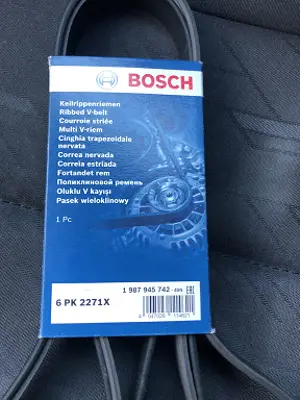 BOSCH
Keilrippenriemen
Ribbed V-belt
Courroie striée
Multi V-riem
Cinghia trapezoidale
nervata
Correa nervada
Correia estriada
Fortandet rem
Поликлиновой ремень
Oluklu V kayışı
Pasek wieloklinowy
1 Pc
1 987 945 742
6 PK 2271X
EAC